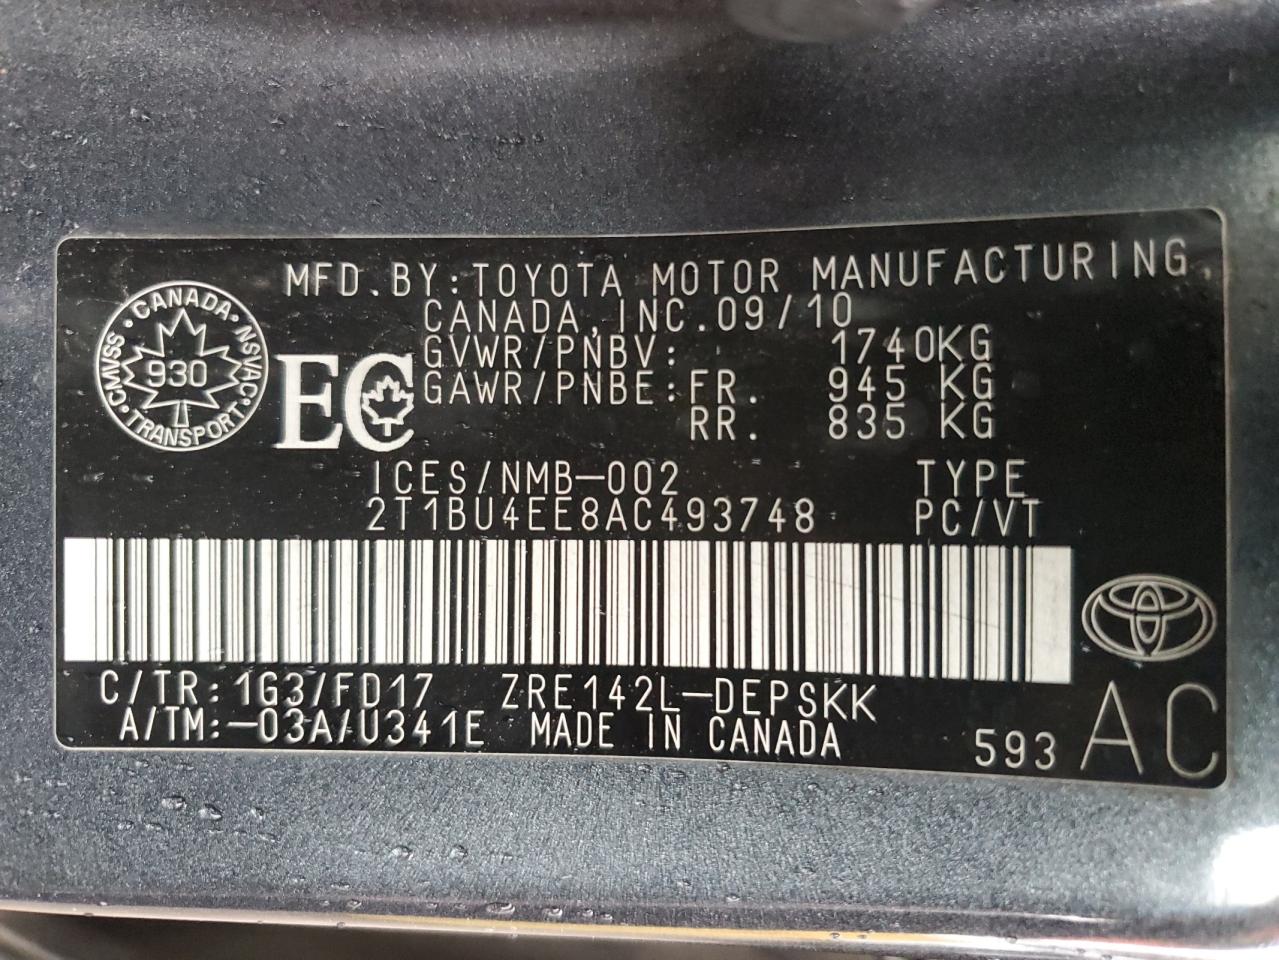 MFD.BY:TOYOTA MOTOR MANUFACTURING
CANADA,INC.09/10
GVWR/PNBV: 1740KG
GAWR/PNBE:FR. 945 KG
RR. 835 KG
CANADA
CMVSS
NSVAC
930
TRANSPORT
EC
ICES/NMB-002 TYPE
2T1BU4EE8AC493748 PC/VT
C/TR:1G3/FD17 ZRE142L-DEPSKK
A/TM:-03A/U341E MADE IN CANADA
593 AC